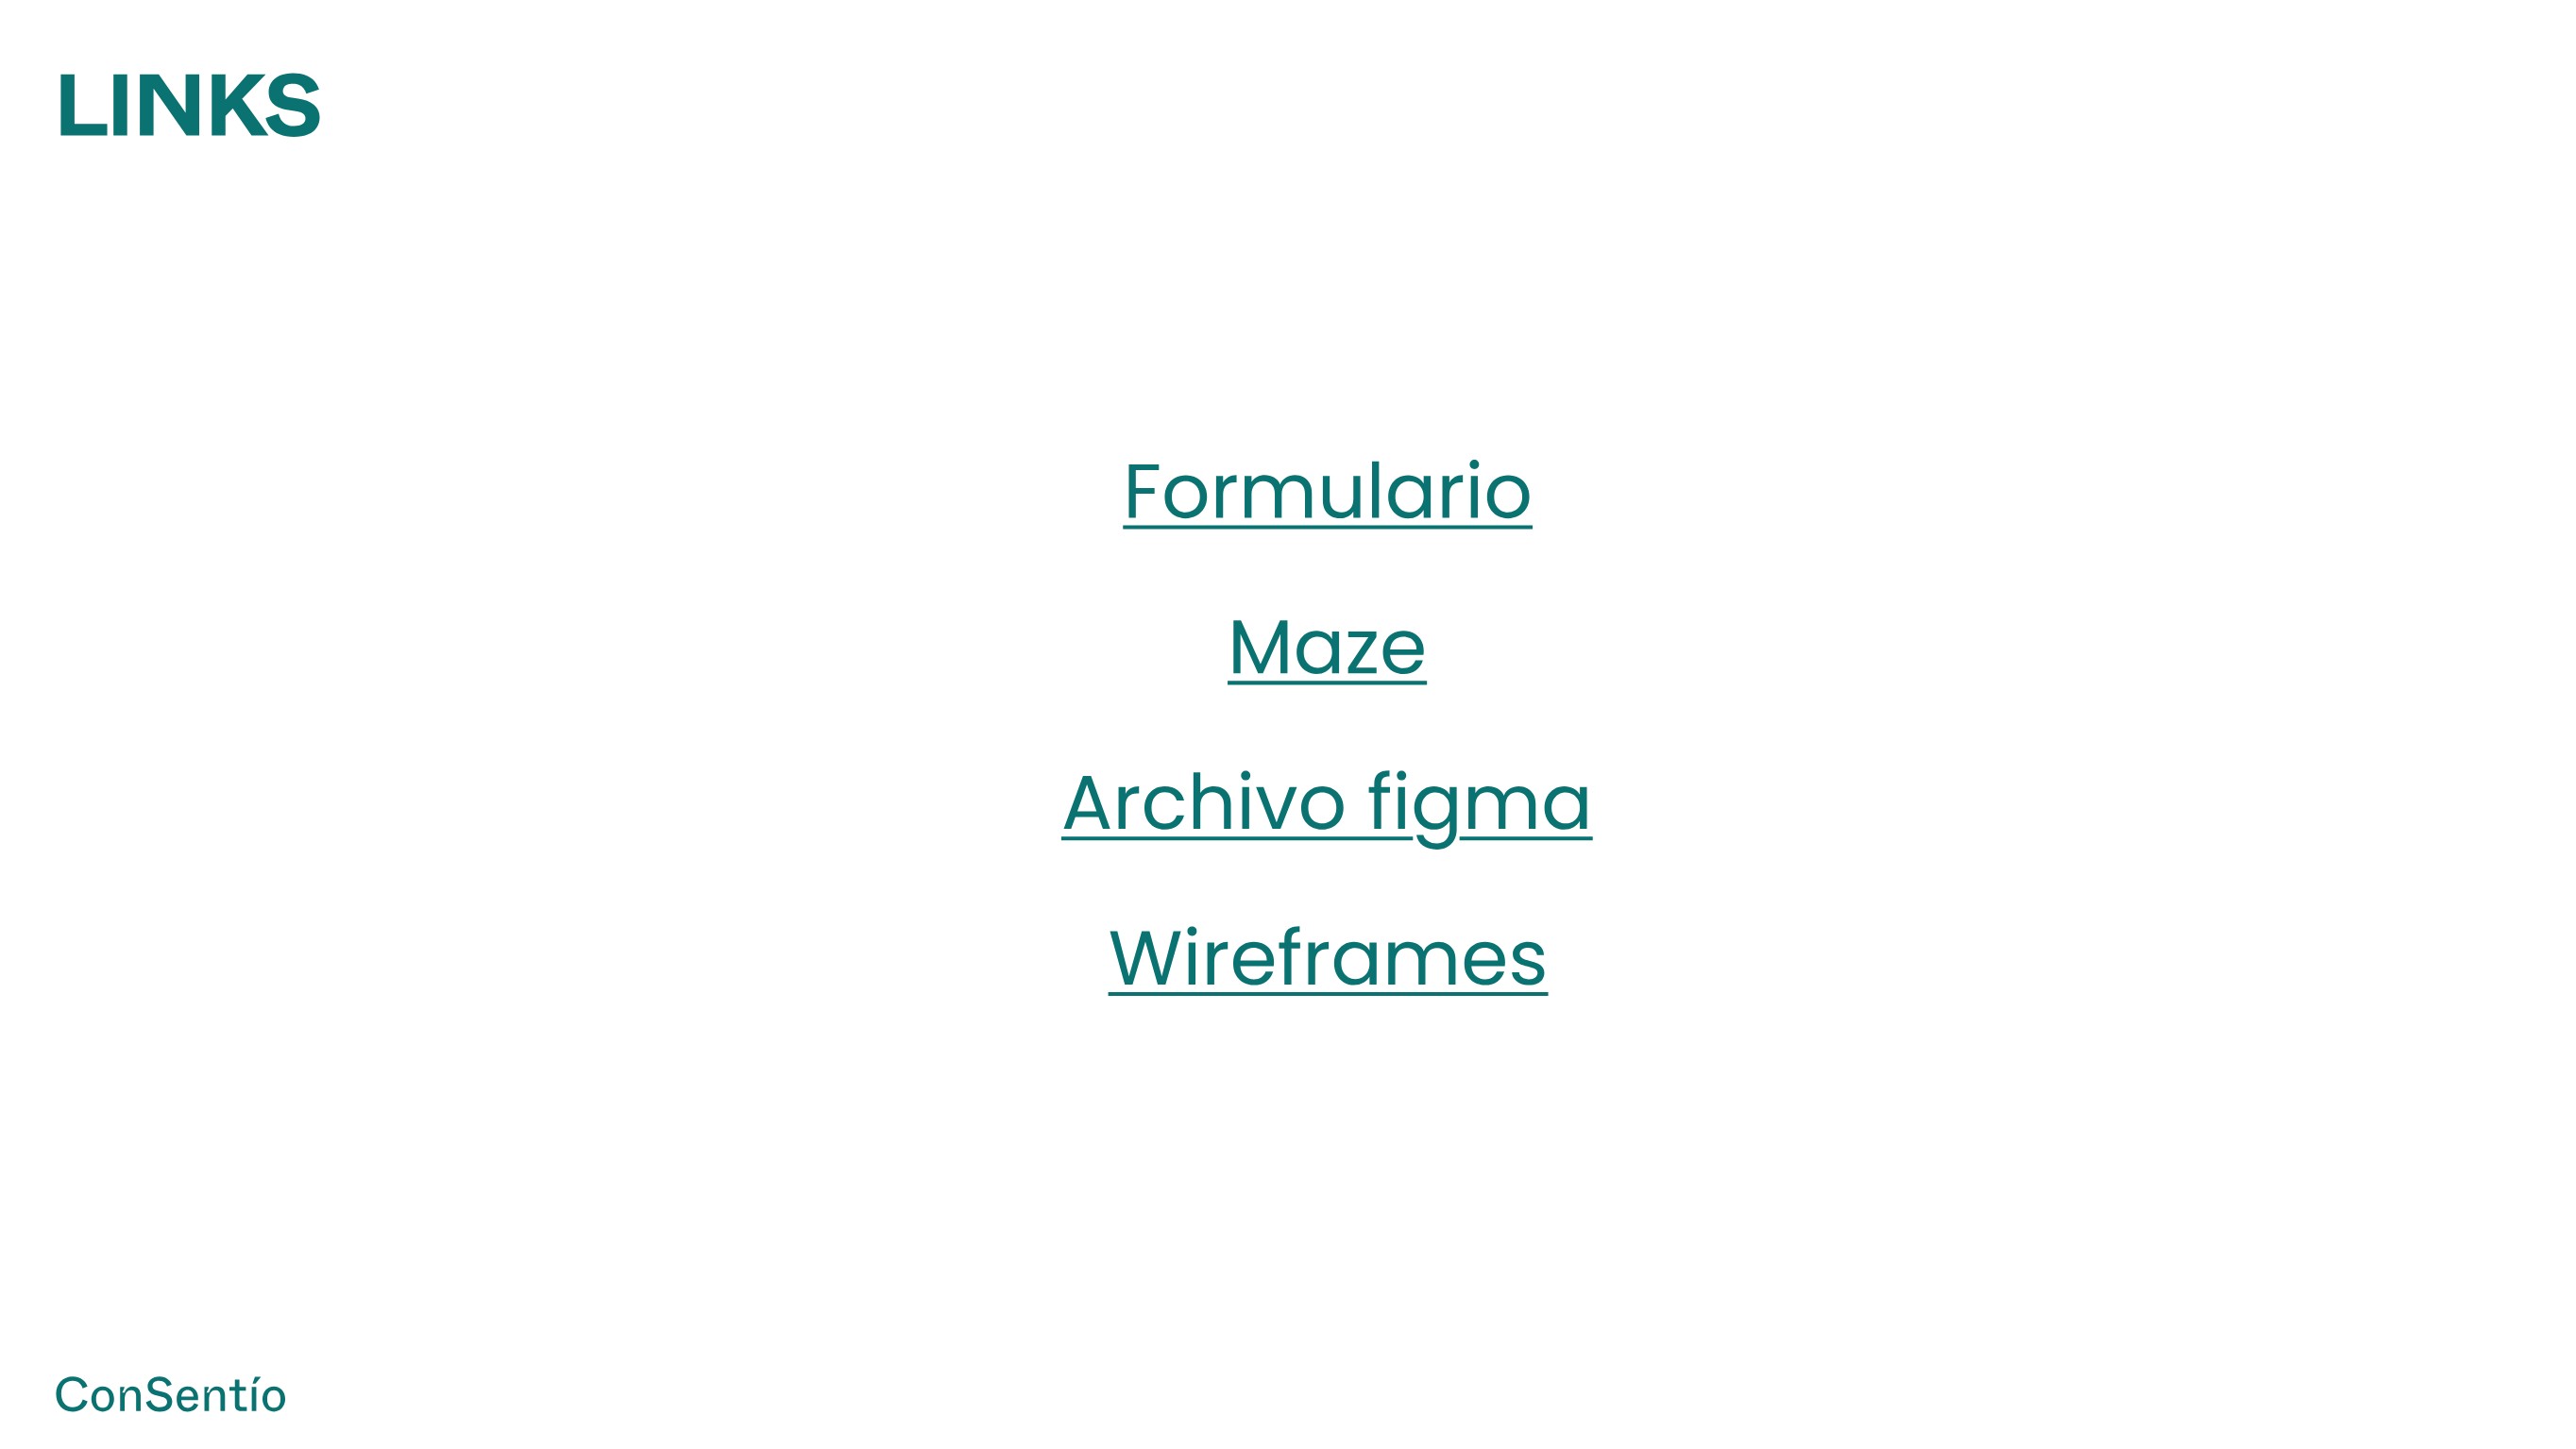 LINKS
Formulario
Maze
Archivo figma
Wireframes
ConSentío